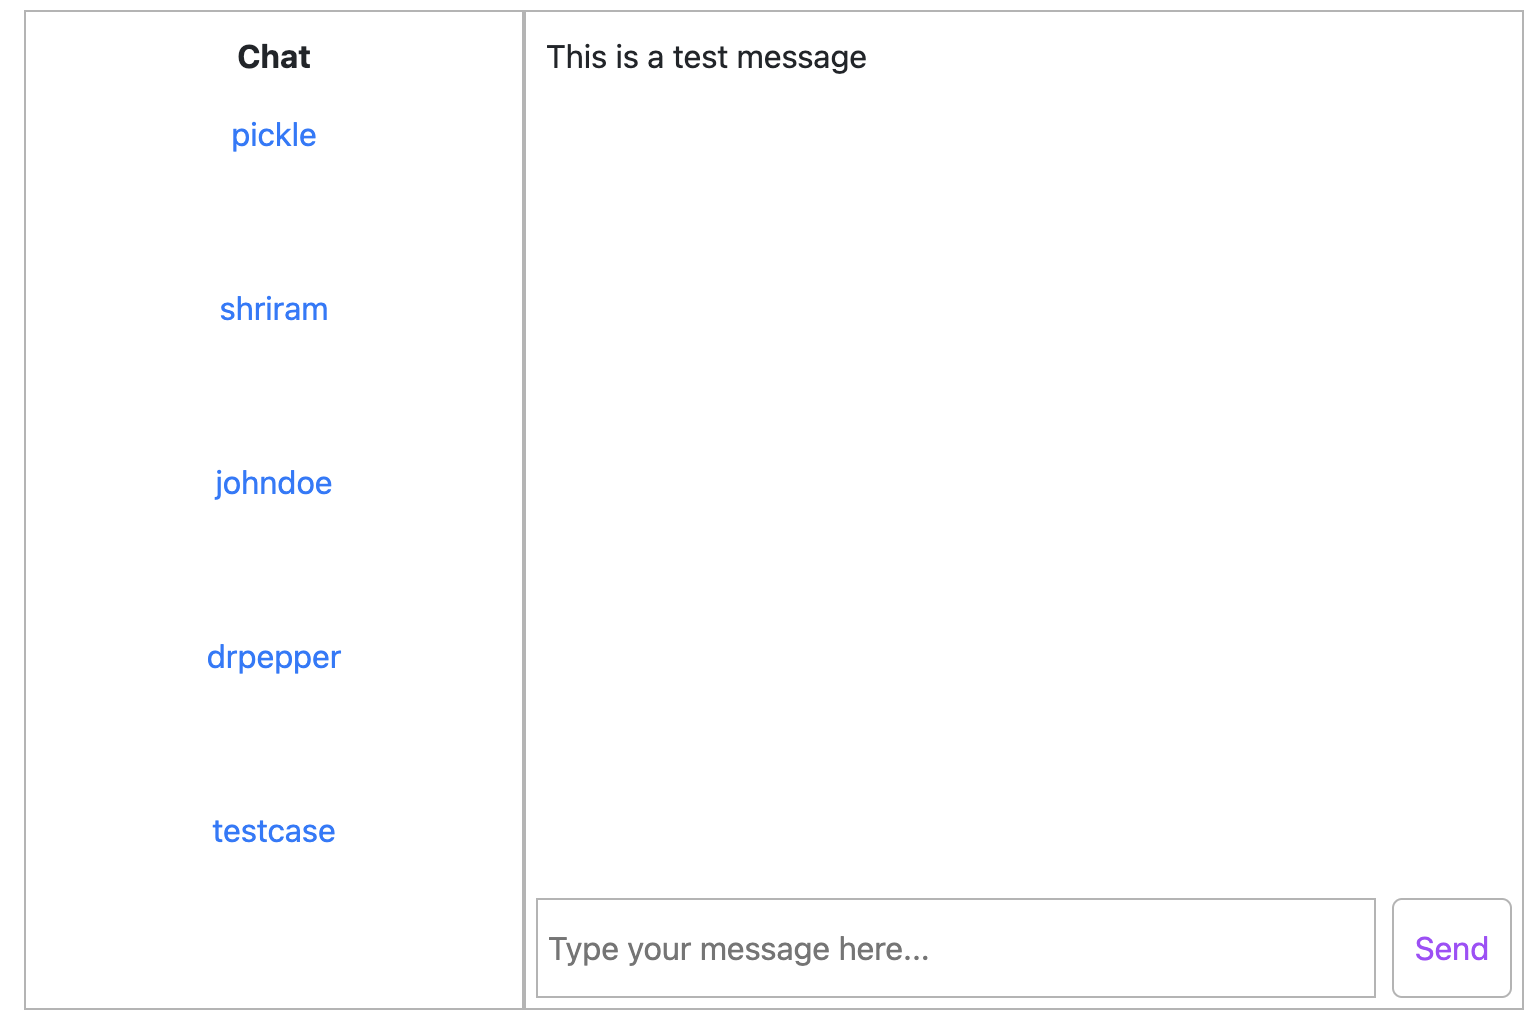 Chat
pickle
shriram
johndoe
drpepper
testcase
This is a test message
Type your message here...
Send